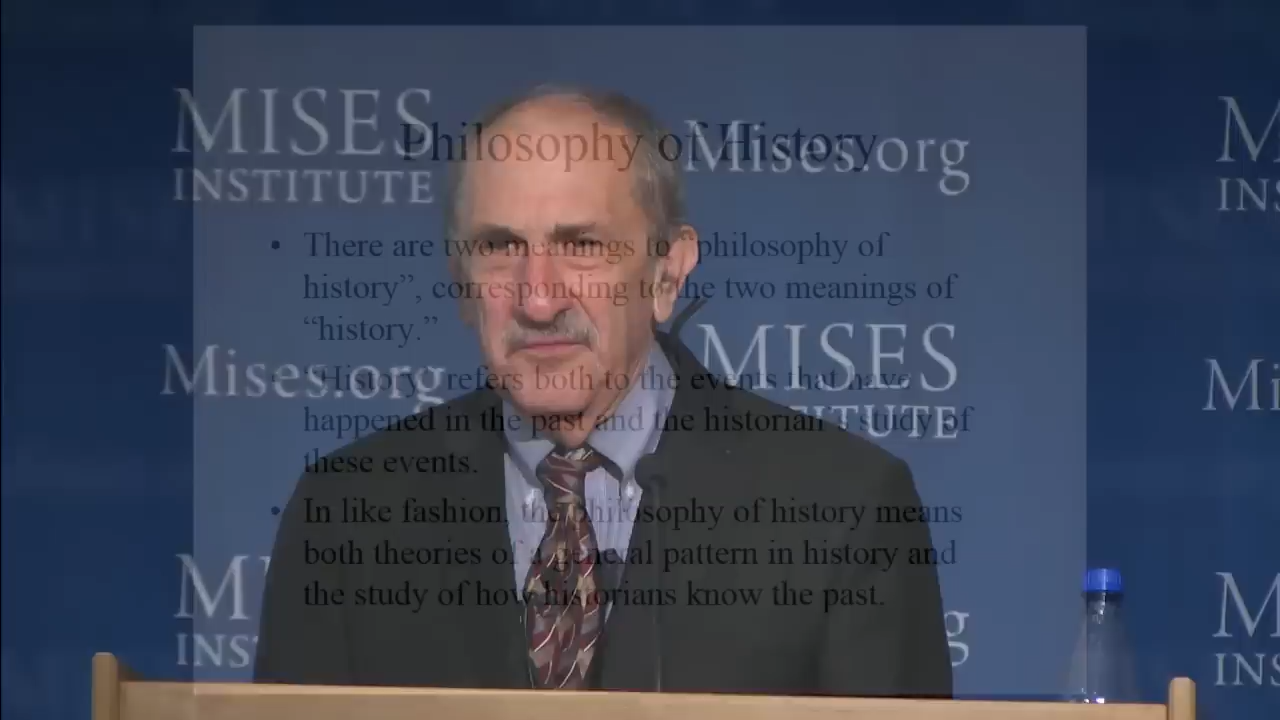 MISES
INSTITUTE
Mises.org
MISES
INSTITUTE
Mises.org
MISES
INSTITUTE
MIS
INS
g
M
INS
Mi
M
INS
Philosophy of History
• There are two meanings to “philosophy of
history”, corresponding to the two meanings of
“history.”
• “History” refers both to the events that have
happened in the past and the historian’s study of
these events.
• In like fashion, the philosophy of history means
both theories of a general pattern in history and
the study of how historians know the past.